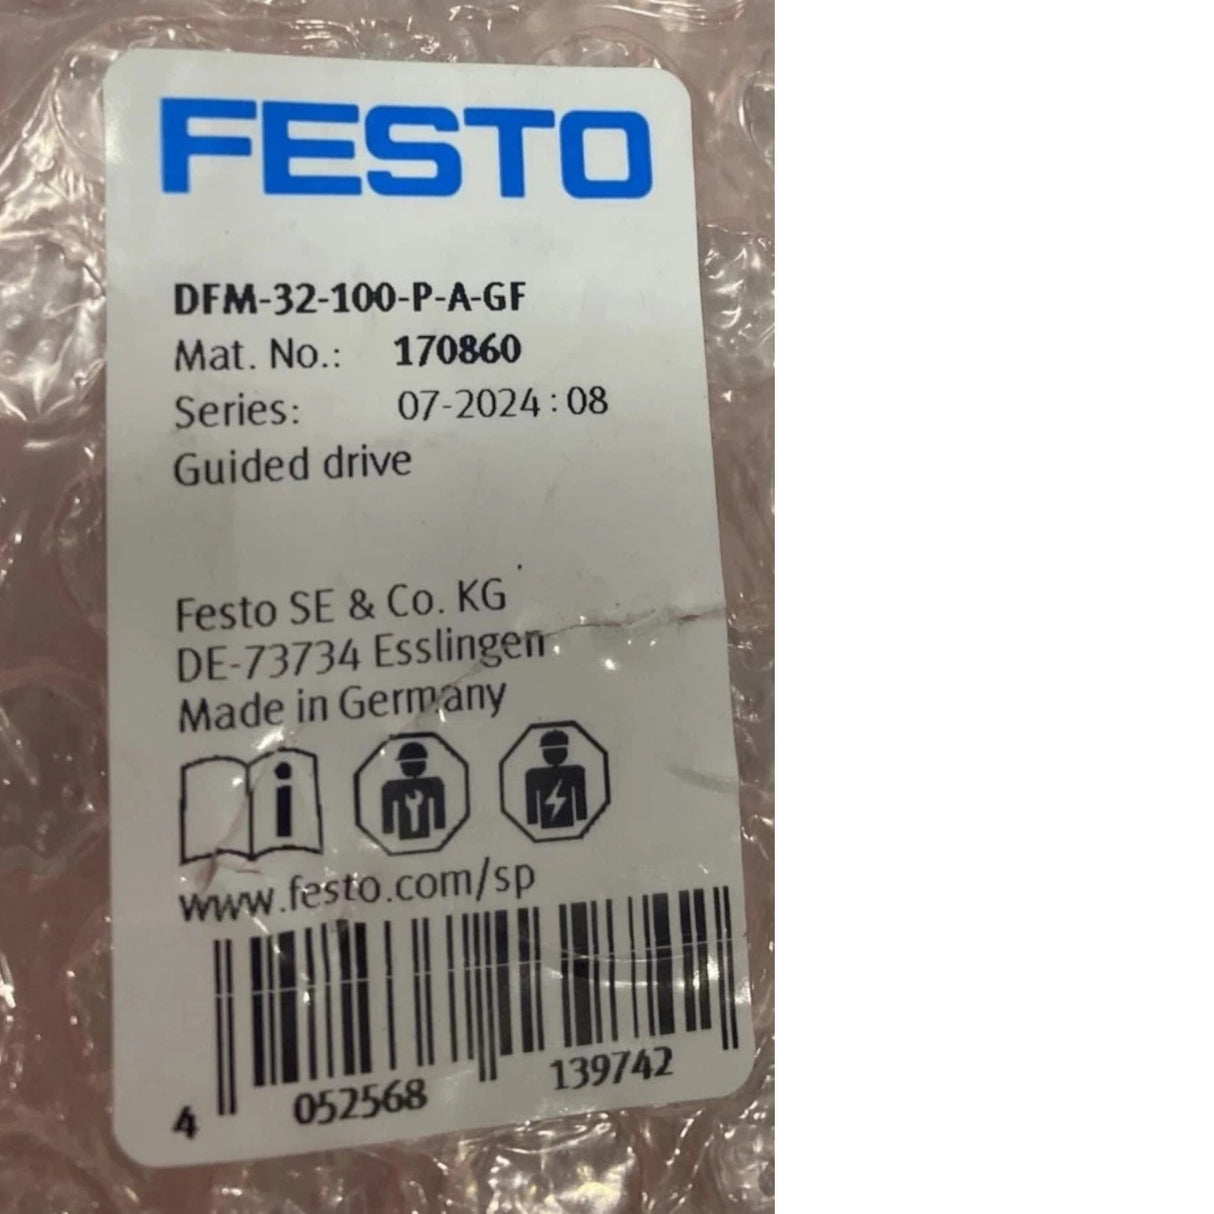 FESTO
DFM-32-100-P-A-GF
Mat. No.: 170860
Series: 07-2024:08
Guided drive
Festo SE & Co. KG
DE-73734 Esslingen
Made in Germany
www.festo.com/sp
4 052568 139742